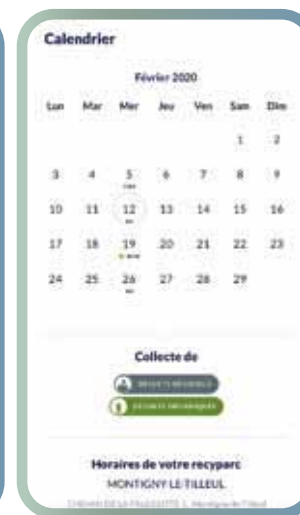 Calendrier
Février 2020
Lun Mar Mer Jeu Ven Sam Dim
1 2
3 4 5 6 7 8 9
10 11 12 13 14 15 16
17 18 19 20 21 22 23
24 25 26 27 28 29
Collecte de
Horaires de votre recyparc
MONTIGNY LE TILLEUL